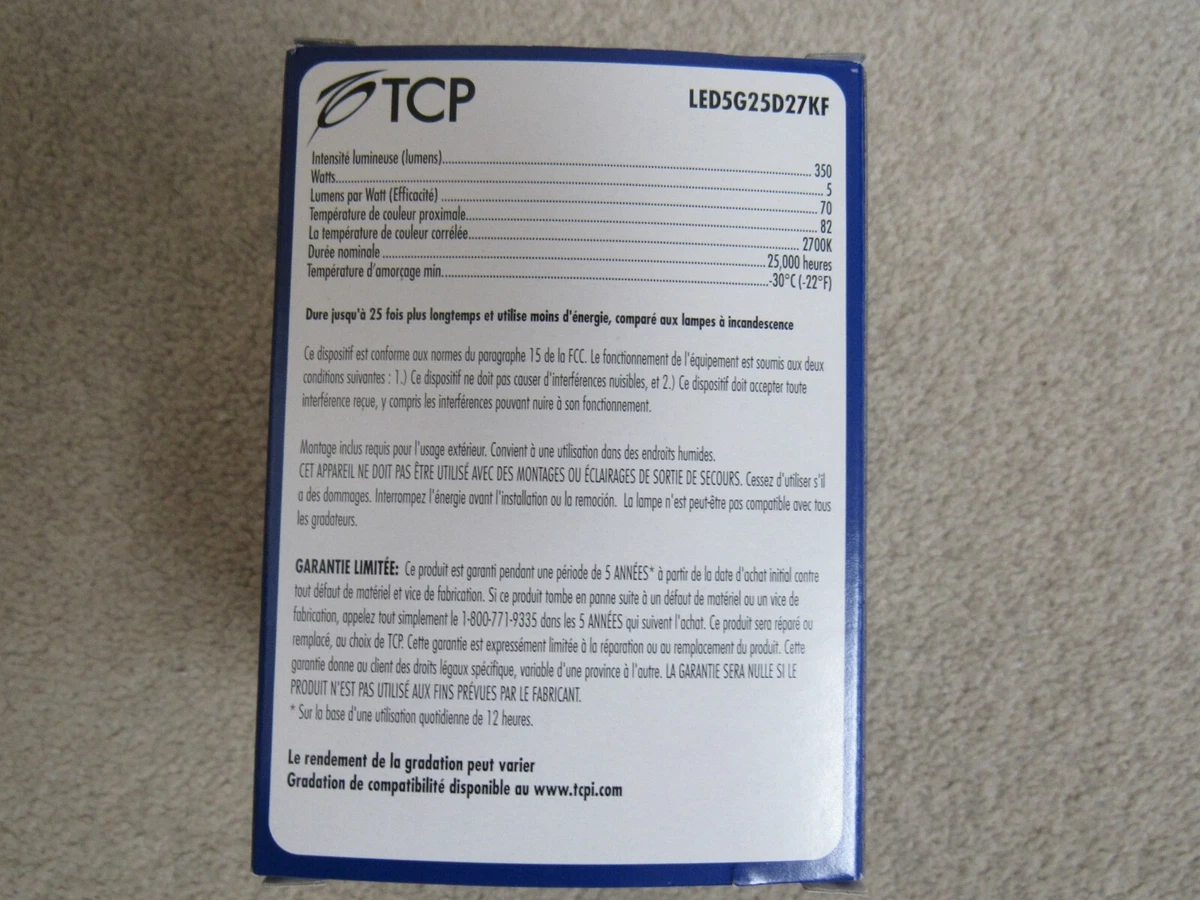 TCP LED5G25D27KF
Intensité lumineuse (lumens)........ 350
Watts........ 5
Lumens par Watt (Efficacité) ........ 70
Température de couleur proximale........ 82
La température de couleur corrélée........ 2700K
Durée nominale ........ 25,000 heures
Température d'amorçage min........ -30°C (-22°F)
Dure jusqu'à 25 fois plus longtemps et utilise moins d'énergie, comparé aux lampes à incandescence
Ce dispositif est conforme aux normes du paragraphe 15 de la FCC. Le fonctionnement de l'équipement est soumis aux deux
conditions suivantes : 1.) Ce dispositif ne doit pas causer d'interférences nuisibles, et 2.) Ce dispositif doit accepter toute
interférence reçue, y compris les interférences pouvant nuire à son fonctionnement.
Montage inclus requis pour l'usage extérieur. Convient à une utilisation dans des endroits humides.
CET APPAREIL NE DOIT PAS ÊTRE UTILISÉ AVEC DES MONTAGES OU ÉCLAIRAGES DE SORTIE DE SECOURS. Cessez d'utiliser s'il
a des dommages. Interrompez l'énergie avant l'installation ou la remoción. La lampe n'est peut-être pas compatible avec tous
les gradateurs.
GARANTIE LIMITÉE: Ce produit est garanti pendant une période de 5 ANNÉES* à partir de la date d'achat initial contre
tout défaut de matériel et vice de fabrication. Si ce produit tombe en panne suite à un défaut de matériel ou un vice de
fabrication, appelez tout simplement le 1-800-771-9335 dans les 5 ANNÉES qui suivent l'achat. Ce produit sera réparé ou
remplacé, au choix de TCP. Cette garantie est expressément limitée à la réparation ou au remplacement du produit. Cette
garantie donne au client des droits légaux spécifique, variable d'une province à l'autre. LA GARANTIE SERA NULLE SI LE
PRODUIT N'EST PAS UTILISÉ AUX FINS PRÉVUES PAR LE FABRICANT.
* Sur la base d'une utilisation quotidienne de 12 heures.
Le rendement de la gradation peut varier
Gradation de compatibilité disponible au www.tcpi.com